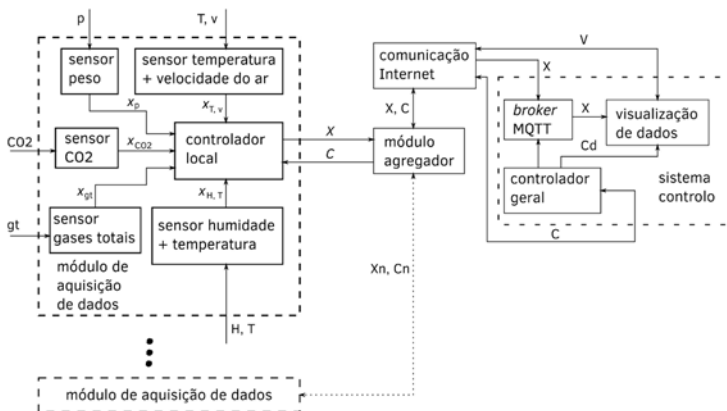 p
T, v
sensor
peso
sensor temperatura
+ velocidade do ar
xp
xT, v
CO2
sensor
CO2
xCO2
controlador
local
xgt
xH, T
gt
sensor
gases totais
sensor humidade
+ temperatura
módulo de
aquisição
de dados
H, T
módulo de aquisição de dados
X
C
comunicação
Internet
X, C
módulo
agregador
Xn, Cn
V
X
broker
MQTT
X
visualização
de dados
Cd
controlador
geral
sistema
controlo
C